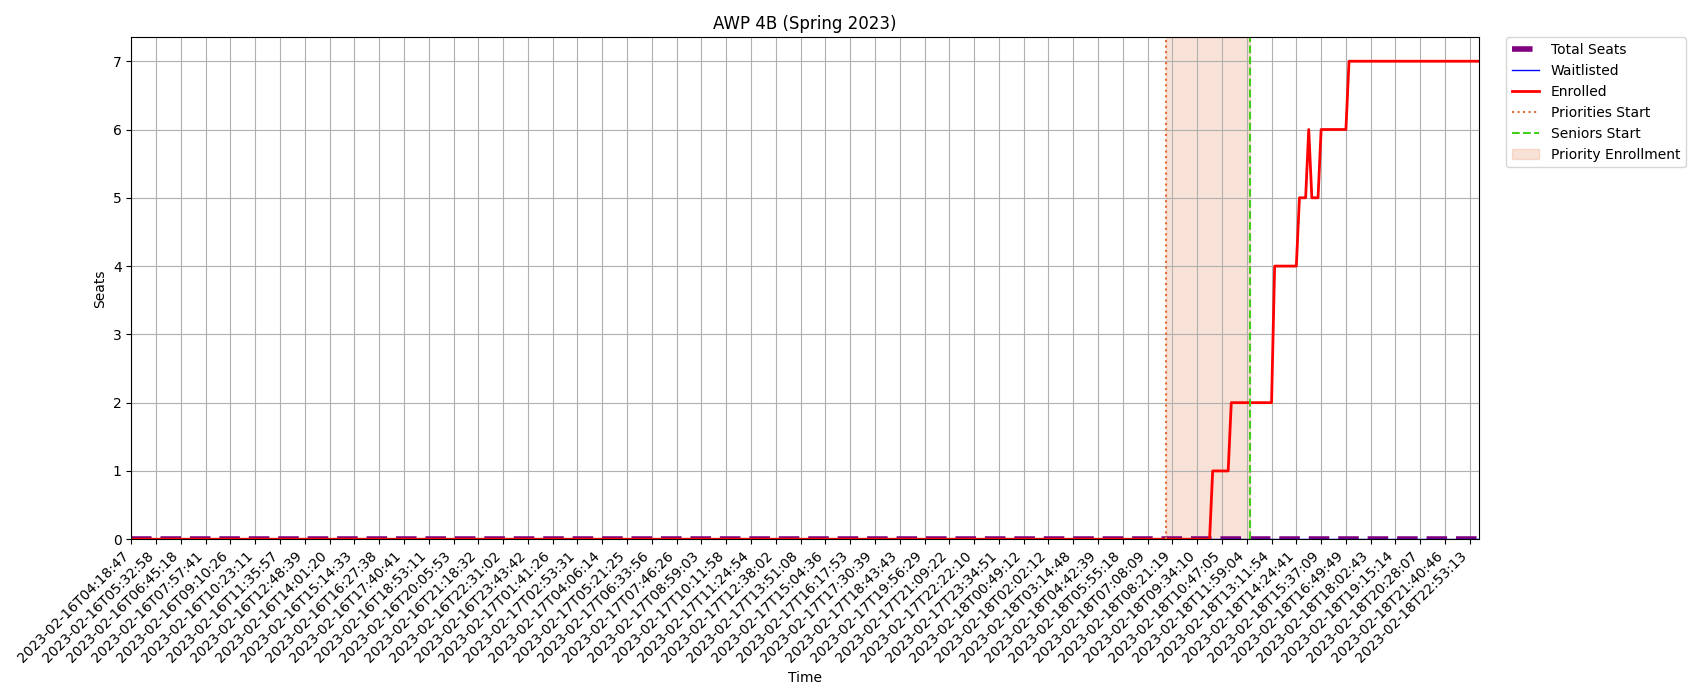 AWP 4B (Spring 2023)
Total Seats
Waitlisted
Enrolled
Priorities Start
Seniors Start
Priority Enrollment
Seats
7
6
5
4
3
2
1
0
2023-02-16T04:18:47
2023-02-16T05:32:58
2023-02-16T06:45:18
2023-02-16T07:57:41
2023-02-16T09:10:26
2023-02-16T10:23:11
2023-02-16T11:35:57
2023-02-16T12:48:39
2023-02-16T14:01:20
2023-02-16T15:14:33
2023-02-16T16:27:38
2023-02-16T17:40:41
2023-02-16T18:53:11
2023-02-16T20:05:53
2023-02-16T21:18:32
2023-02-16T22:31:02
2023-02-16T23:43:42
2023-02-17T01:41:26
2023-02-17T02:53:31
2023-02-17T04:06:14
2023-02-17T05:21:25
2023-02-17T06:33:56
2023-02-17T07:46:26
2023-02-17T08:59:03
2023-02-17T10:11:58
2023-02-17T11:24:54
2023-02-17T12:38:02
2023-02-17T13:51:08
2023-02-17T15:04:36
2023-02-17T16:17:53
2023-02-17T17:30:39
2023-02-17T18:43:43
2023-02-17T19:56:29
2023-02-17T21:09:22
2023-02-17T22:22:10
2023-02-17T23:34:51
2023-02-18T00:49:12
2023-02-18T02:02:12
2023-02-18T03:14:48
2023-02-18T04:42:39
2023-02-18T05:55:18
2023-02-18T07:08:09
2023-02-18T08:21:19
2023-02-18T09:34:10
2023-02-18T10:47:05
2023-02-18T11:59:04
2023-02-18T13:11:54
2023-02-18T14:24:41
2023-02-18T15:37:09
2023-02-18T16:49:49
2023-02-18T18:02:43
2023-02-18T19:15:14
2023-02-18T20:28:07
2023-02-18T21:40:46
2023-02-18T22:53:13
Time